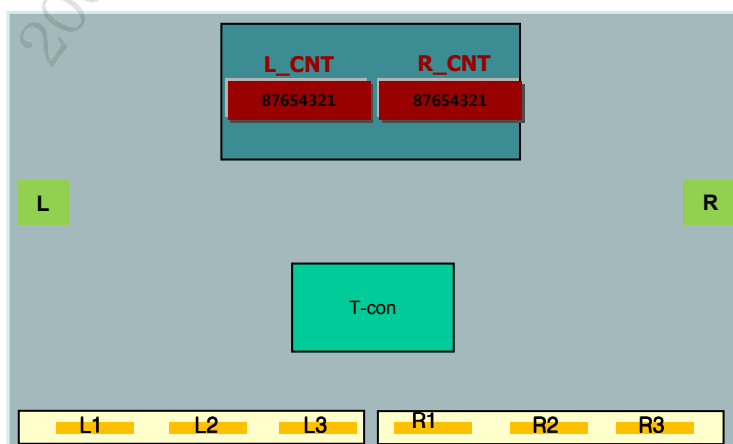 L_CNT R_CNT
87654321 87654321
L R
T-con
L1 L2 L3 R1 R2 R3